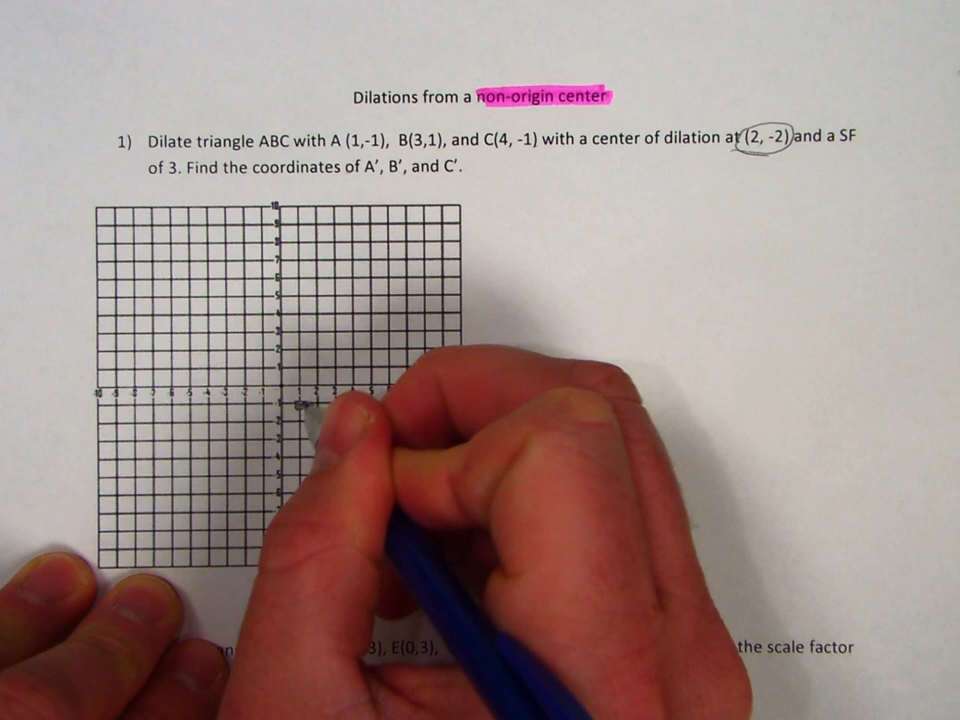 Dilations from a non-origin center
1) Dilate triangle ABC with A (1,-1), B(3,1), and C(4, -1) with a center of dilation at (2, -2) and a SF
of 3. Find the coordinates of A’, B’, and C’.
3), E(0,3), the scale factor